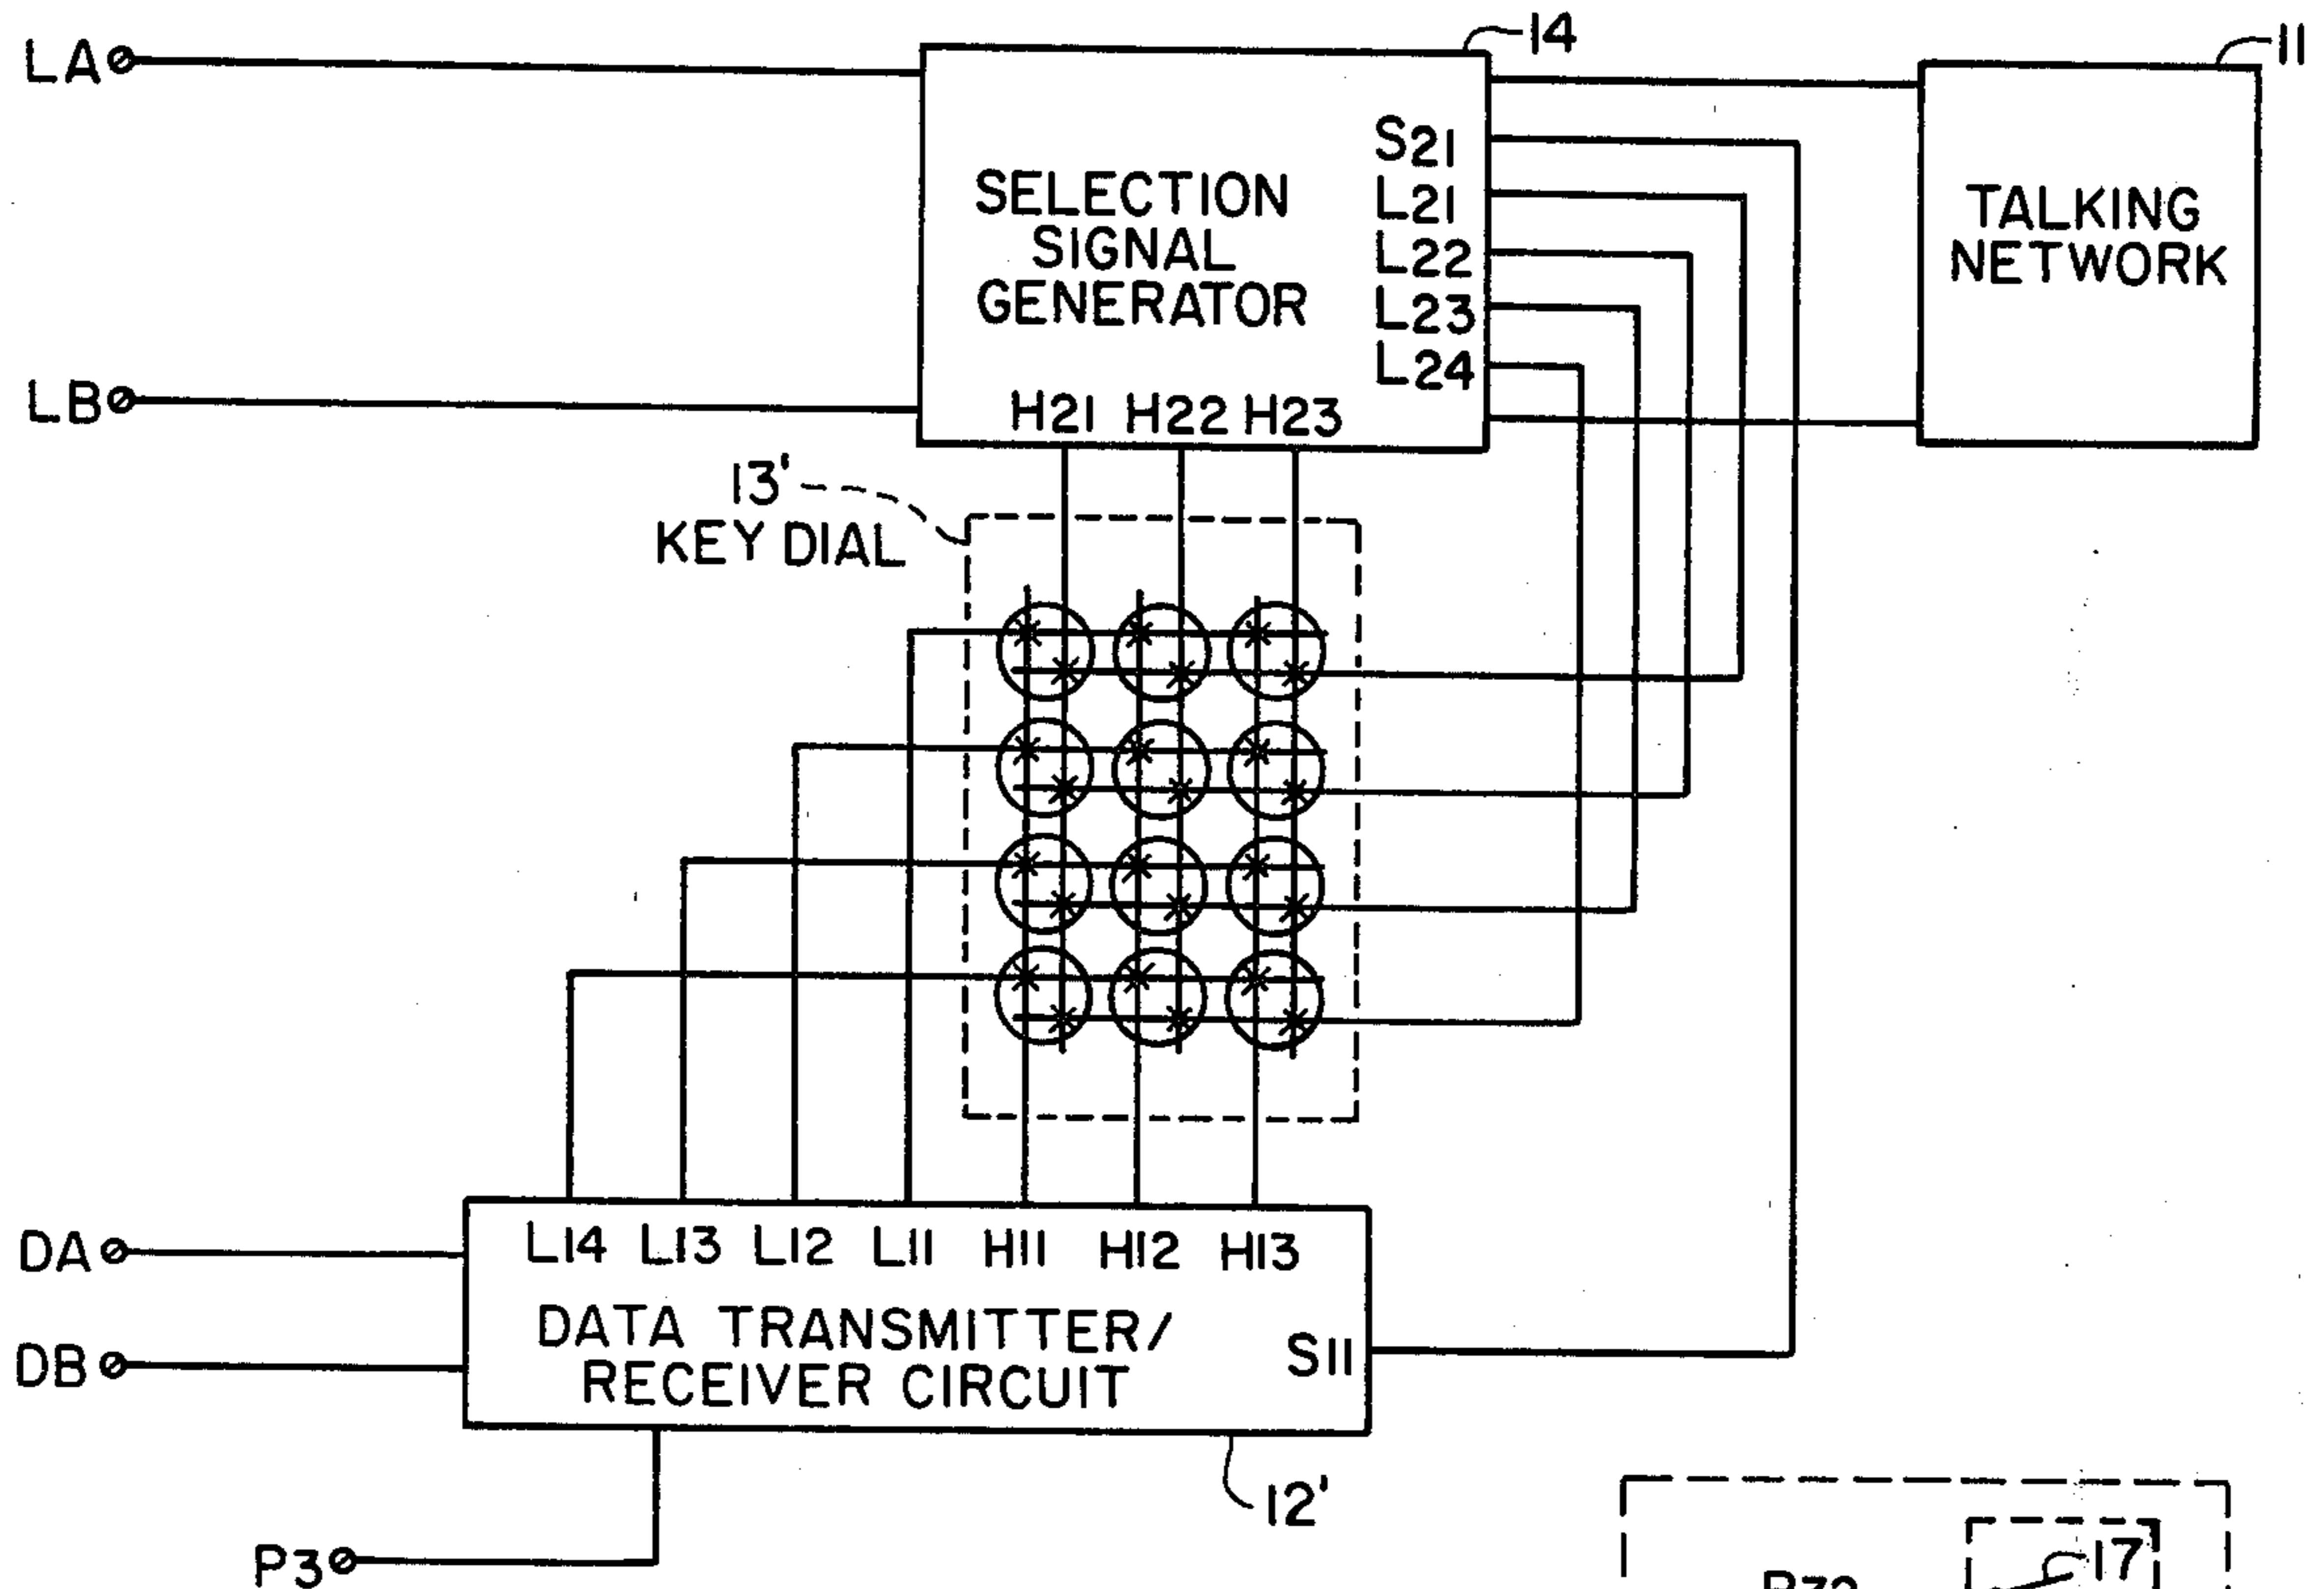 LA
14
11
S21
L21
L22
L23
L24
SELECTION
SIGNAL
GENERATOR
TALKING
NETWORK
LB
H21 H22 H23
13'
KEY DIAL
DA
L14 L13 L12 L11 H11 H12 H13
DATA TRANSMITTER/
RECEIVER CIRCUIT
S11
DB
12'
P3
17